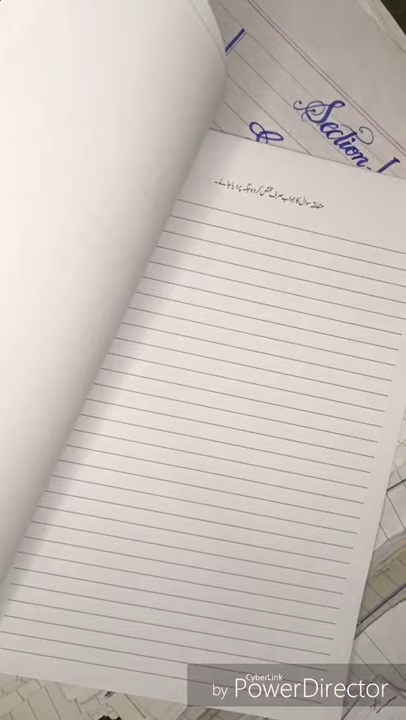 Section-I
متعلقہ سوال کا جواب صرف مختص کردہ جگہ پر دیا جائے۔
by CyberLink PowerDirector